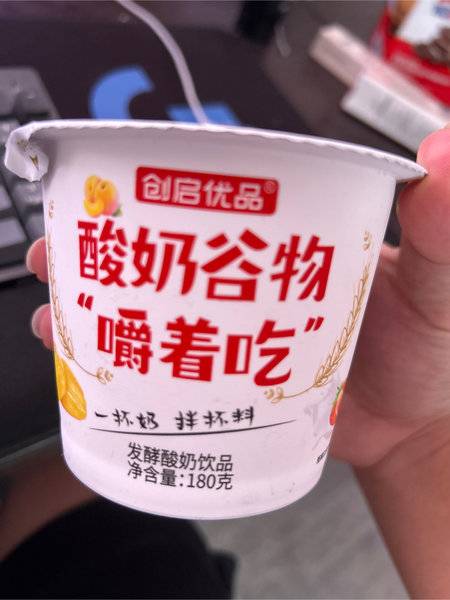 创启优品®
酸奶谷物
“嚼着吃”
一杯奶 拌杯料
发酵酸奶饮品
净含量:180克